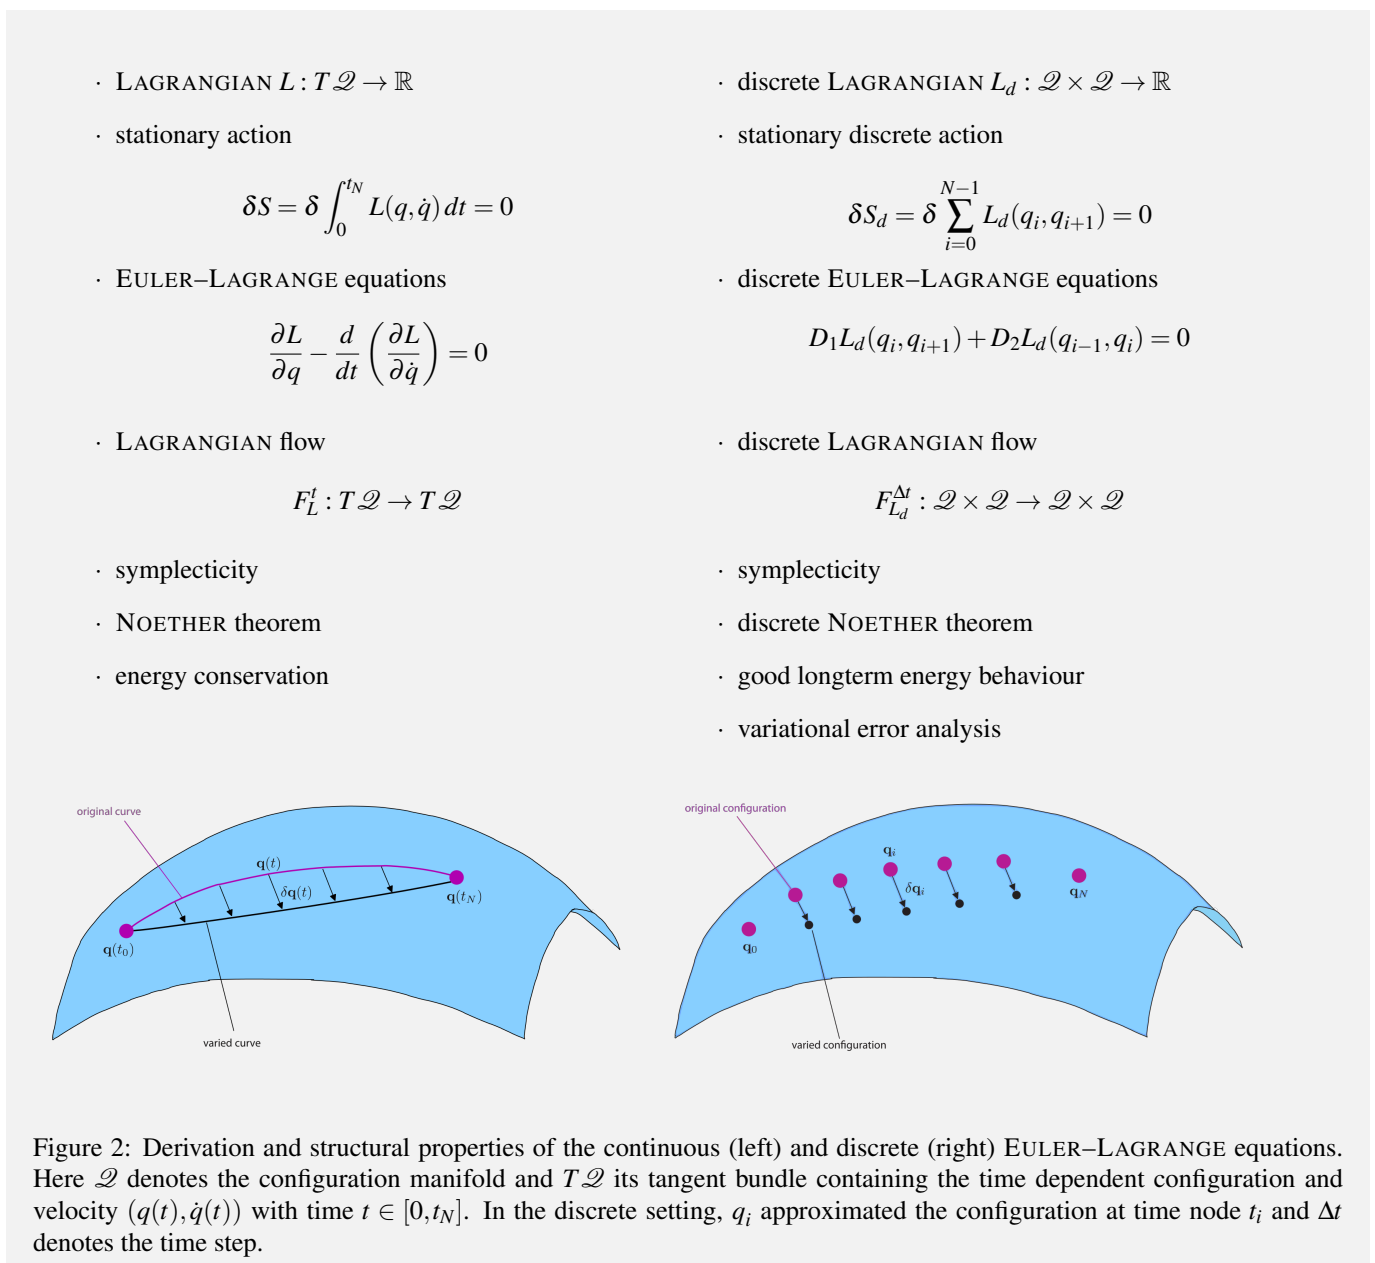 · LAGRANGIAN L : T𝒬 → ℝ
· stationary action
δS = δ ∫₀^{t_N} L(q, q̇) dt = 0
· EULER–LAGRANGE equations
∂L/∂q − d/dt (∂L/∂q̇) = 0
· LAGRANGIAN flow
F_L^t : T𝒬 → T𝒬
· symplecticity
· NOETHER theorem
· energy conservation
· discrete LAGRANGIAN L_d : 𝒬 × 𝒬 → ℝ
· stationary discrete action
δS_d = δ ∑_{i=0}^{N−1} L_d(q_i, q_{i+1}) = 0
· discrete EULER–LAGRANGE equations
D₁L_d(q_i, q_{i+1}) + D₂L_d(q_{i−1}, q_i) = 0
· discrete LAGRANGIAN flow
F_{L_d}^{Δt} : 𝒬 × 𝒬 → 𝒬 × 𝒬
· symplecticity
· discrete NOETHER theorem
· good longterm energy behaviour
· variational error analysis
original curve
q(t)
δq(t)
q(t_N)
q(t_0)
varied curve
original configuration
q_i
δq_i
q_N
q_0
varied configuration
Figure 2: Derivation and structural properties of the continuous (left) and discrete (right) EULER–LAGRANGE equations.
Here 𝒬 denotes the configuration manifold and T𝒬 its tangent bundle containing the time dependent configuration and
velocity (q(t), q̇(t)) with time t ∈ [0, t_N]. In the discrete setting, q_i approximated the configuration at time node t_i and Δt
denotes the time step.